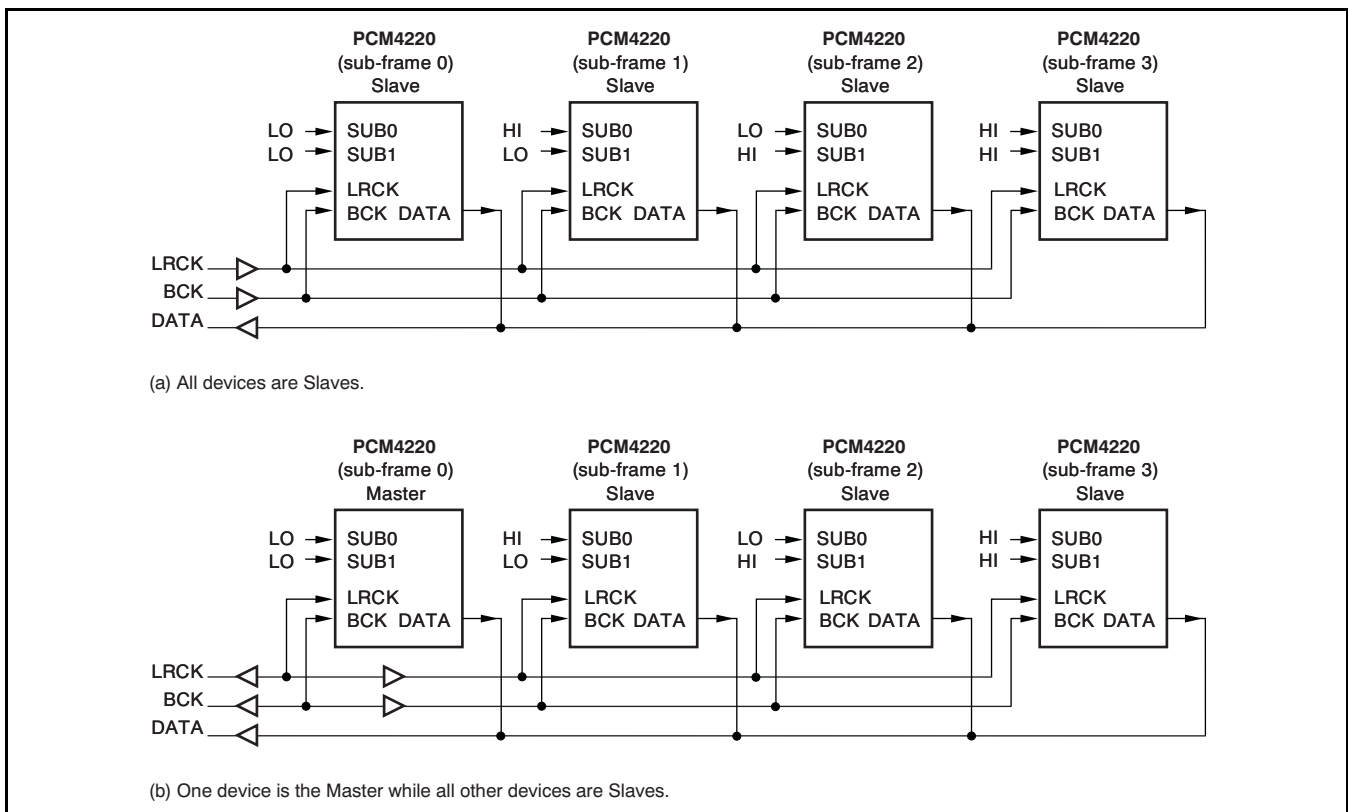 PCM4220 PCM4220 PCM4220 PCM4220
(sub-frame 0) (sub-frame 1) (sub-frame 2) (sub-frame 3)
Slave Slave Slave Slave
LO SUB0 HI SUB0 LO SUB0 HI SUB0
LO SUB1 LO SUB1 HI SUB1 HI SUB1
LRCK LRCK LRCK LRCK
BCK DATA BCK DATA BCK DATA BCK DATA
LRCK
BCK
DATA
(a) All devices are Slaves.
PCM4220 PCM4220 PCM4220 PCM4220
(sub-frame 0) (sub-frame 1) (sub-frame 2) (sub-frame 3)
Master Slave Slave Slave
LO SUB0 HI SUB0 LO SUB0 HI SUB0
LO SUB1 LO SUB1 HI SUB1 HI SUB1
LRCK LRCK LRCK LRCK
BCK DATA BCK DATA BCK DATA BCK DATA
LRCK
BCK
DATA
(b) One device is the Master while all other devices are Slaves.